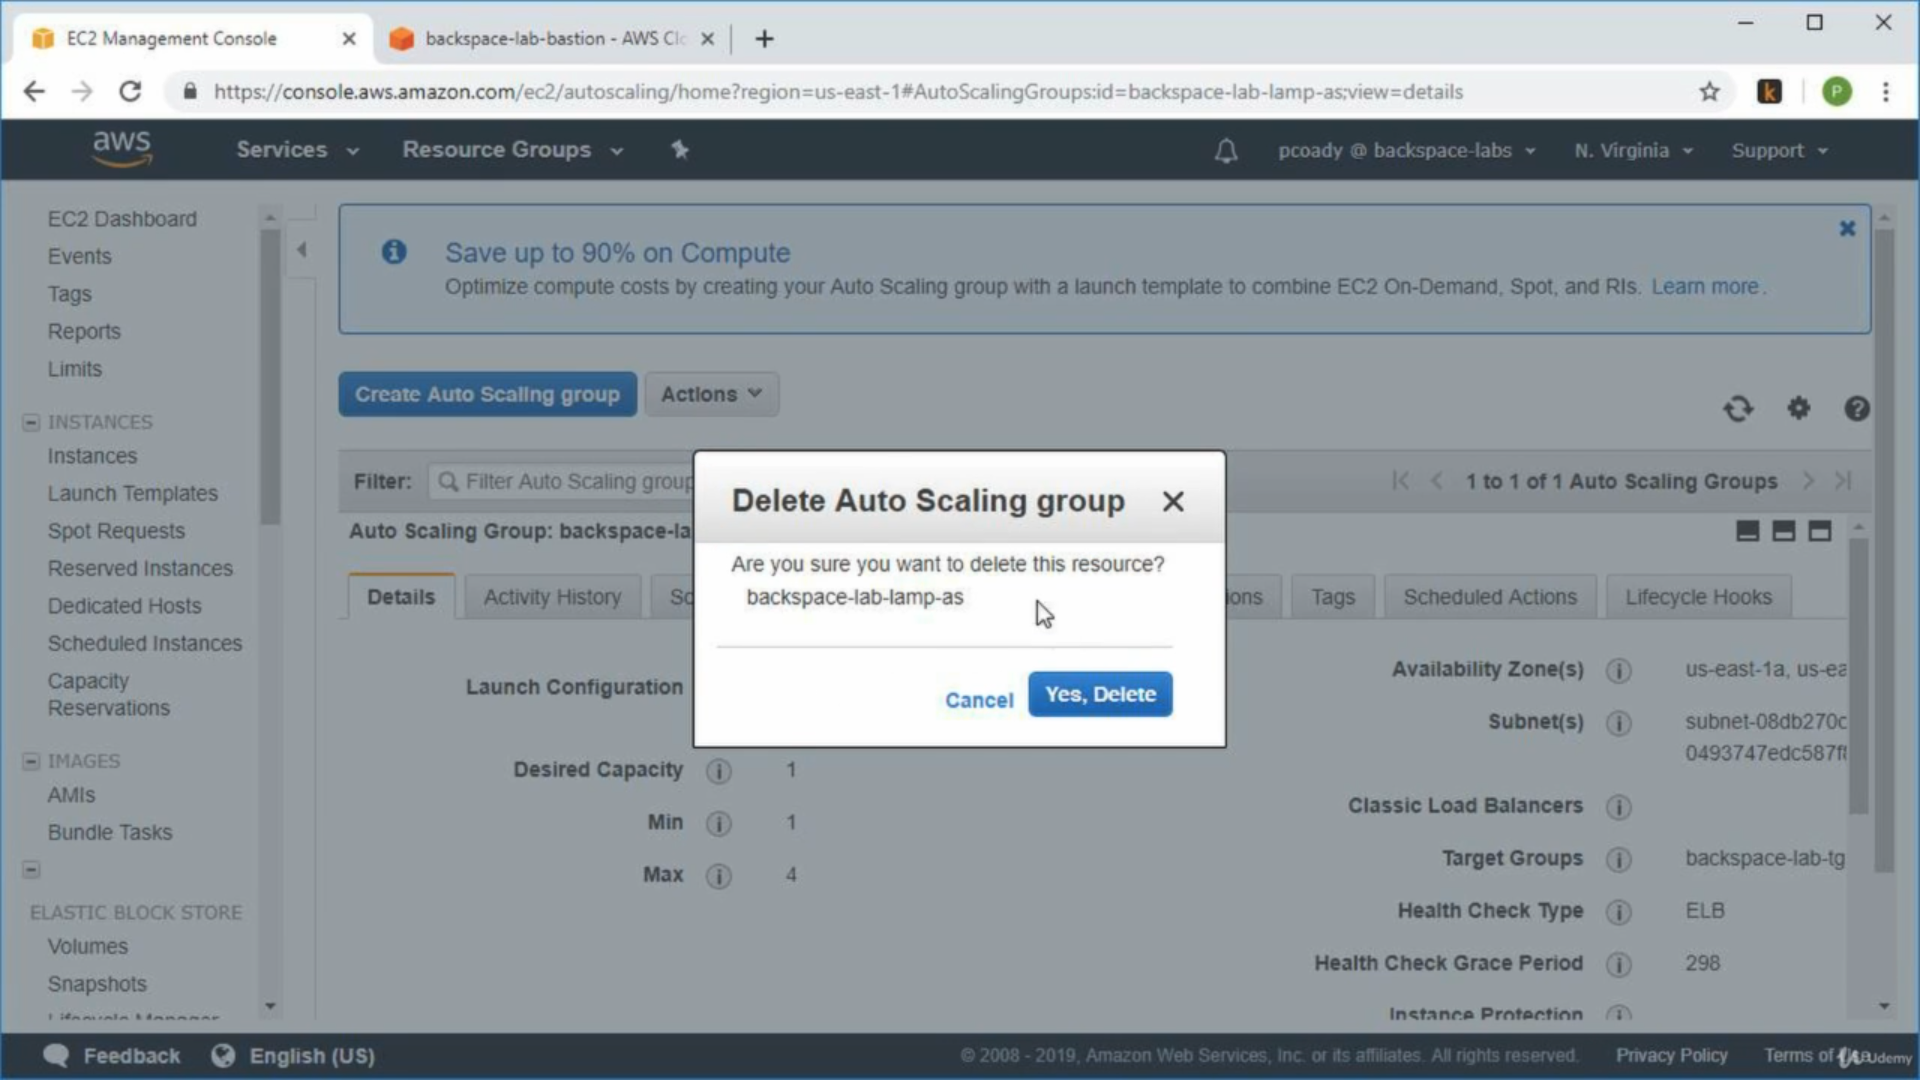 EC2 Management Console
backspace-lab-bastion - AWS Clo
https://console.aws.amazon.com/ec2/autoscaling/home?region=us-east-1#AutoScalingGroups:id=backspace-lab-lamp-as;view=details
k
P
aws
Services
Resource Groups
pcoady @ backspace-labs
N. Virginia
Support
EC2 Dashboard
Events
Tags
Reports
Limits
INSTANCES
Instances
Launch Templates
Spot Requests
Reserved Instances
Dedicated Hosts
Scheduled Instances
Capacity
Reservations
IMAGES
AMIs
Bundle Tasks
ELASTIC BLOCK STORE
Volumes
Snapshots
Lifecycle Manager
Save up to 90% on Compute
Optimize compute costs by creating your Auto Scaling group with a launch template to combine EC2 On-Demand, Spot, and RIs. Learn more.
Create Auto Scaling group
Actions
Filter:
Filter Auto Scaling group
1 to 1 of 1 Auto Scaling Groups
Auto Scaling Group: backspace-la
Details
Activity History
Sc
ions
Tags
Scheduled Actions
Lifecycle Hooks
Delete Auto Scaling group
Are you sure you want to delete this resource?
backspace-lab-lamp-as
Cancel
Yes, Delete
Launch Configuration
Desired Capacity 1
Min 1
Max 4
Availability Zone(s) us-east-1a, us-ea
Subnet(s) subnet-08db270c
0493747edc587f8
Classic Load Balancers
Target Groups backspace-lab-tg
Health Check Type ELB
Health Check Grace Period 298
Instance Protection
Feedback
English (US)
© 2008 - 2019, Amazon Web Services, Inc. or its affiliates. All rights reserved.
Privacy Policy
Terms of Use
Udemy